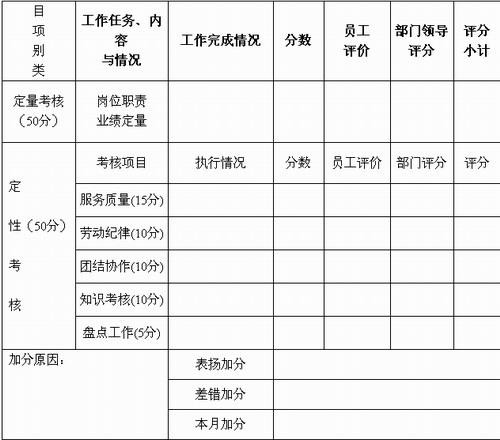 目
项
别
类
工作任务、内
容
与情况
工作完成情况
分数
员工
评价
部门领导
评分
评分
小计
定量考核
（50分）
岗位职责
业绩定量
定
性（50分）
考
核
考核项目
执行情况
分数
员工评价
部门评分
评分
服务质量(15分)
劳动纪律(10分)
团结协作(10分)
知识考核(10分)
盘点工作(5分)
加分原因：
表扬加分
差错加分
本月加分